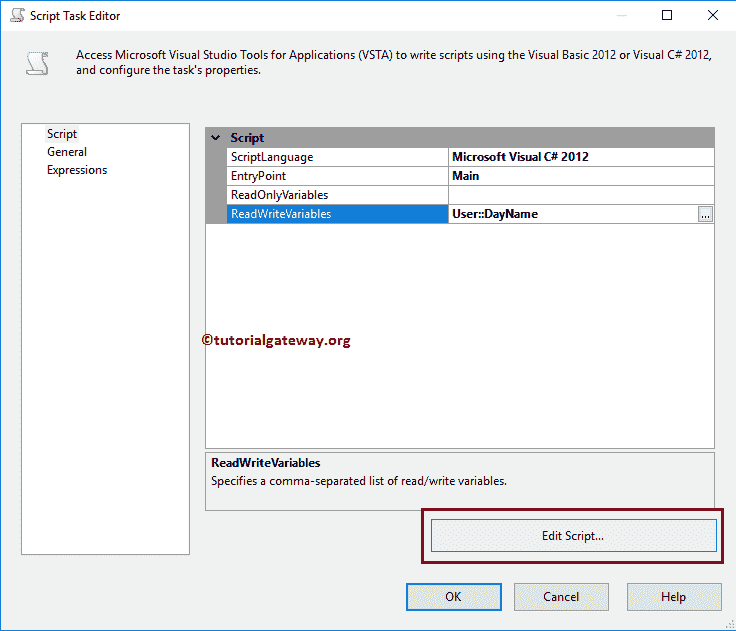 Script Task Editor
Access Microsoft Visual Studio Tools for Applications (VSTA) to write scripts using the Visual Basic 2012 or Visual C# 2012,
and configure the task's properties.
Script
General
Expressions
Script
ScriptLanguage Microsoft Visual C# 2012
EntryPoint Main
ReadOnlyVariables
ReadWriteVariables User::DayName ...
©tutorialgateway.org
ReadWriteVariables
Specifies a comma-separated list of read/write variables.
Edit Script...
OK Cancel Help